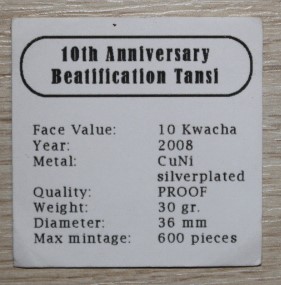 10th Anniversary
Beatification Tansi
Face Value: 10 Kwacha
Year: 2008
Metal: CuNi
silverplated
Quality: PROOF
Weight: 30 gr.
Diameter: 36 mm
Max mintage: 600 pieces